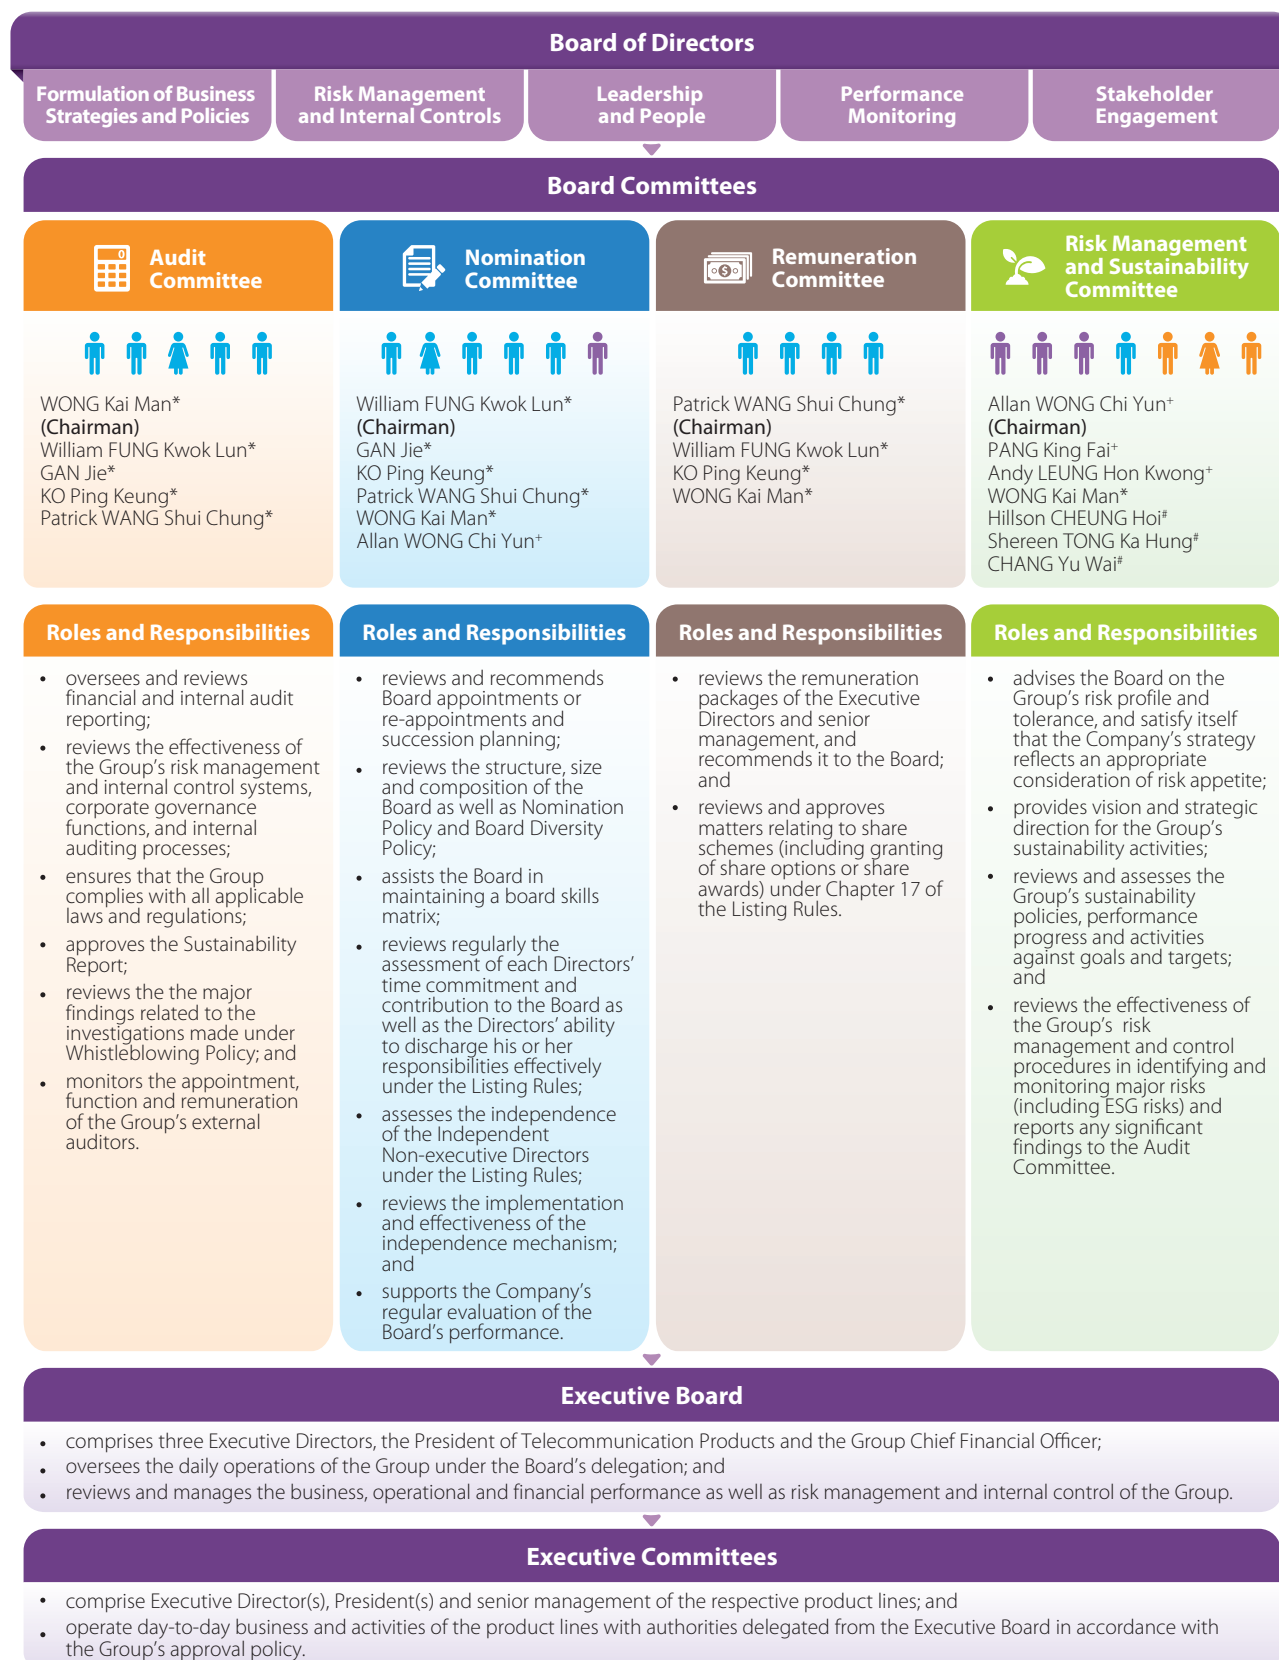 Board of Directors
Formulation of Business
Strategies and Policies
Risk Management
and Internal Controls
Leadership
and People
Performance
Monitoring
Stakeholder
Engagement
Board Committees
Audit
Committee
WONG Kai Man*
(Chairman)
William FUNG Kwok Lun*
GAN Jie*
KO Ping Keung*
Patrick WANG Shui Chung*
Nomination
Committee
William FUNG Kwok Lun*
(Chairman)
GAN Jie*
KO Ping Keung*
Patrick WANG Shui Chung*
WONG Kai Man*
Allan WONG Chi Yun+
Remuneration
Committee
Patrick WANG Shui Chung*
(Chairman)
William FUNG Kwok Lun*
KO Ping Keung*
WONG Kai Man*
Risk Management
and Sustainability
Committee
Allan WONG Chi Yun+
(Chairman)
PANG King Fai+
Andy LEUNG Hon Kwong+
WONG Kai Man*
Hillson CHEUNG Hoi#
Shereen TONG Ka Hung#
CHANG Yu Wai#
Roles and Responsibilities
• oversees and reviews
financial and internal audit
reporting;
• reviews the effectiveness of
the Group's risk management
and internal control systems,
corporate governance
functions, and internal
auditing processes;
• ensures that the Group
complies with all applicable
laws and regulations;
• approves the Sustainability
Report;
• reviews the the major
findings related to the
investigations made under
Whistleblowing Policy; and
• monitors the appointment,
function and remuneration
of the Group's external
auditors.
Roles and Responsibilities
• reviews and recommends
Board appointments or
re-appointments and
succession planning;
• reviews the structure, size
and composition of the
Board as well as Nomination
Policy and Board Diversity
Policy;
• assists the Board in
maintaining a board skills
matrix;
• reviews regularly the
assessment of each Directors'
time commitment and
contribution to the Board as
well as the Directors' ability
to discharge his or her
responsibilities effectively
under the Listing Rules;
• assesses the independence
of the Independent
Non-executive Directors
under the Listing Rules;
• reviews the implementation
and effectiveness of the
independence mechanism;
and
• supports the Company's
regular evaluation of the
Board's performance.
Roles and Responsibilities
• reviews the remuneration
packages of the Executive
Directors and senior
management, and
recommends it to the Board;
and
• reviews and approves
matters relating to share
schemes (including granting
of share options or share
awards) under Chapter 17 of
the Listing Rules.
Roles and Responsibilities
• advises the Board on the
Group's risk profile and
tolerance, and satisfy itself
that the Company's strategy
reflects an appropriate
consideration of risk appetite;
• provides vision and strategic
direction for the Group's
sustainability activities;
• reviews and assesses the
Group's sustainability
policies, performance
progress and activities
against goals and targets;
and
• reviews the effectiveness of
the Group's risk
management and control
procedures in identifying and
monitoring major risks
(including ESG risks) and
reports any significant
findings to the Audit
Committee.
Executive Board
• comprises three Executive Directors, the President of Telecommunication Products and the Group Chief Financial Officer;
• oversees the daily operations of the Group under the Board's delegation; and
• reviews and manages the business, operational and financial performance as well as risk management and internal control of the Group.
Executive Committees
• comprise Executive Director(s), President(s) and senior management of the respective product lines; and
• operate day-to-day business and activities of the product lines with authorities delegated from the Executive Board in accordance with
the Group's approval policy.